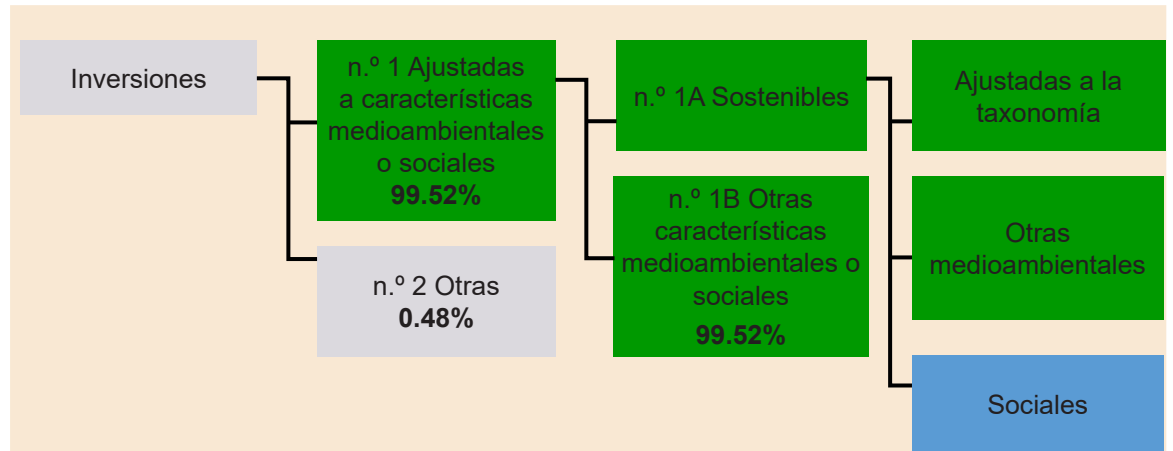 Inversiones
n.º 1 Ajustadas
a características
medioambientales
o sociales
99.52%
n.º 2 Otras
0.48%
n.º 1A Sostenibles
n.º 1B Otras
características
medioambientales o
sociales
99.52%
Ajustadas a la
taxonomía
Otras
medioambientales
Sociales